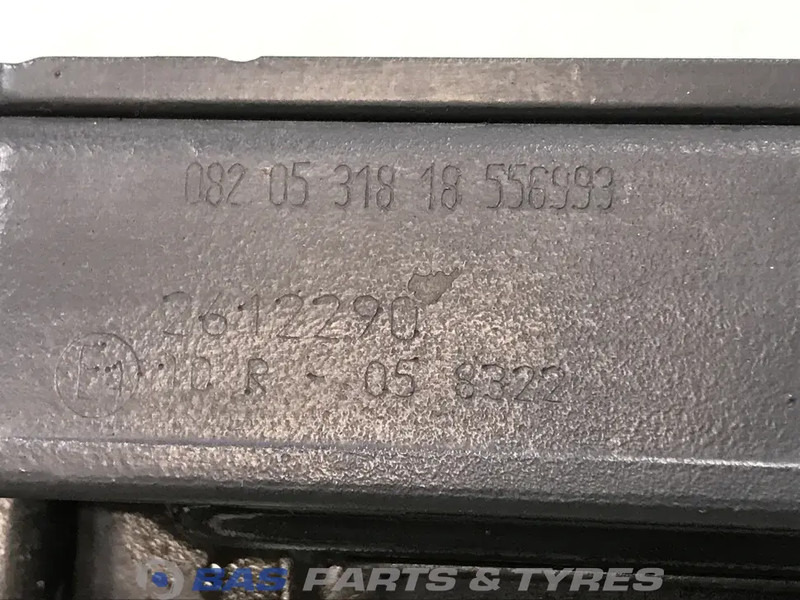 082 05 318 18 556993
2612290
E1 10 R - 05 8322
BAS PARTS & TYRES